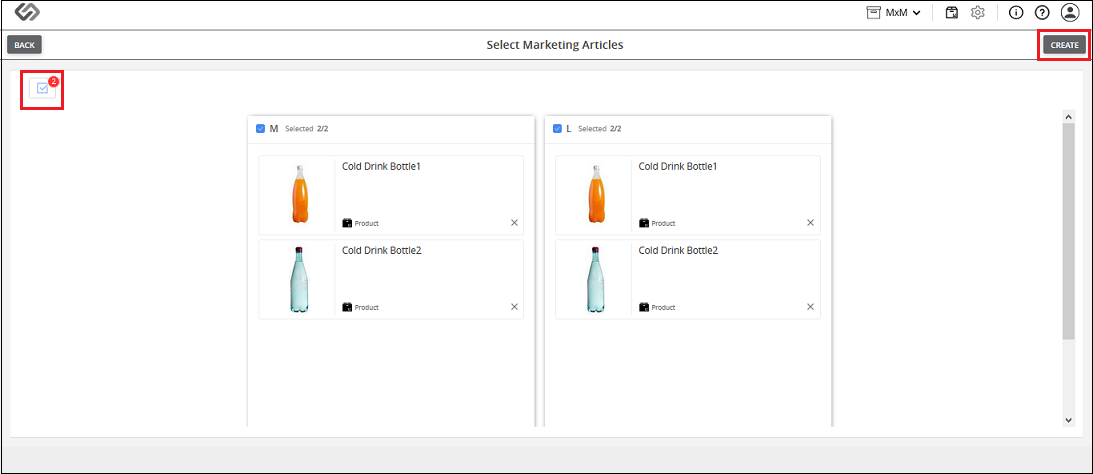 MxM
BACK
Select Marketing Articles
CREATE
2
M Selected 2/2
Cold Drink Bottle1
Product
Cold Drink Bottle2
Product
L Selected 2/2
Cold Drink Bottle1
Product
Cold Drink Bottle2
Product